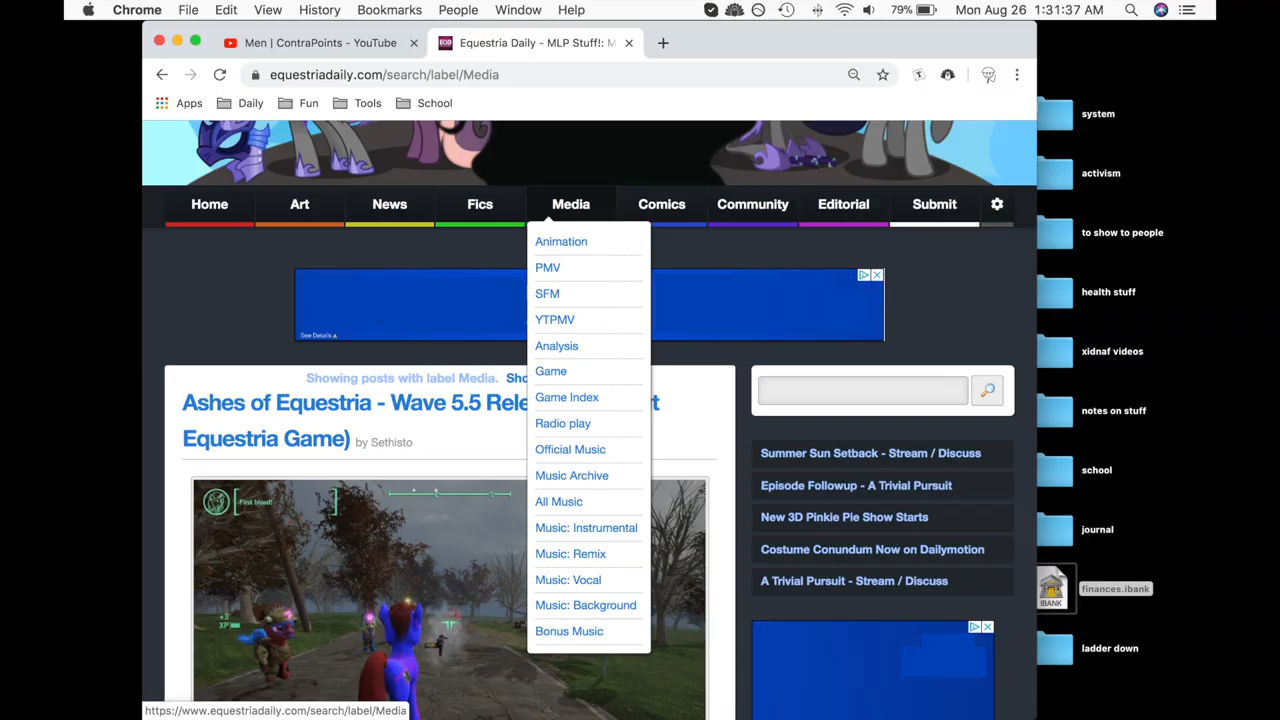 Chrome File Edit View History Bookmarks People Window Help 79% Mon Aug 26 1:31:37 AM
Men | ContraPoints - YouTube Equestria Daily - MLP Stuff!: M
equestriadaily.com/search/label/Media
Apps Daily Fun Tools School
Home Art News Fics Media Comics Community Editorial Submit
Animation
PMV
SFM
YTPMV
Analysis
Game
Game Index
Radio play
Official Music
Music Archive
All Music
Music: Instrumental
Music: Remix
Music: Vocal
Music: Background
Bonus Music
See Details
Showing posts with label Media. Sho
Ashes of Equestria - Wave 5.5 Rele t
Equestria Game) by Sethisto
First blood!
+3
XP
Summer Sun Setback - Stream / Discuss
Episode Followup - A Trivial Pursuit
New 3D Pinkie Pie Show Starts
Costume Conundum Now on Dailymotion
A Trivial Pursuit - Stream / Discuss
https://www.equestriadaily.com/search/label/Media
system
activism
to show to people
health stuff
xidnaf videos
notes on stuff
school
journal
IBANK
finances.ibank
ladder down